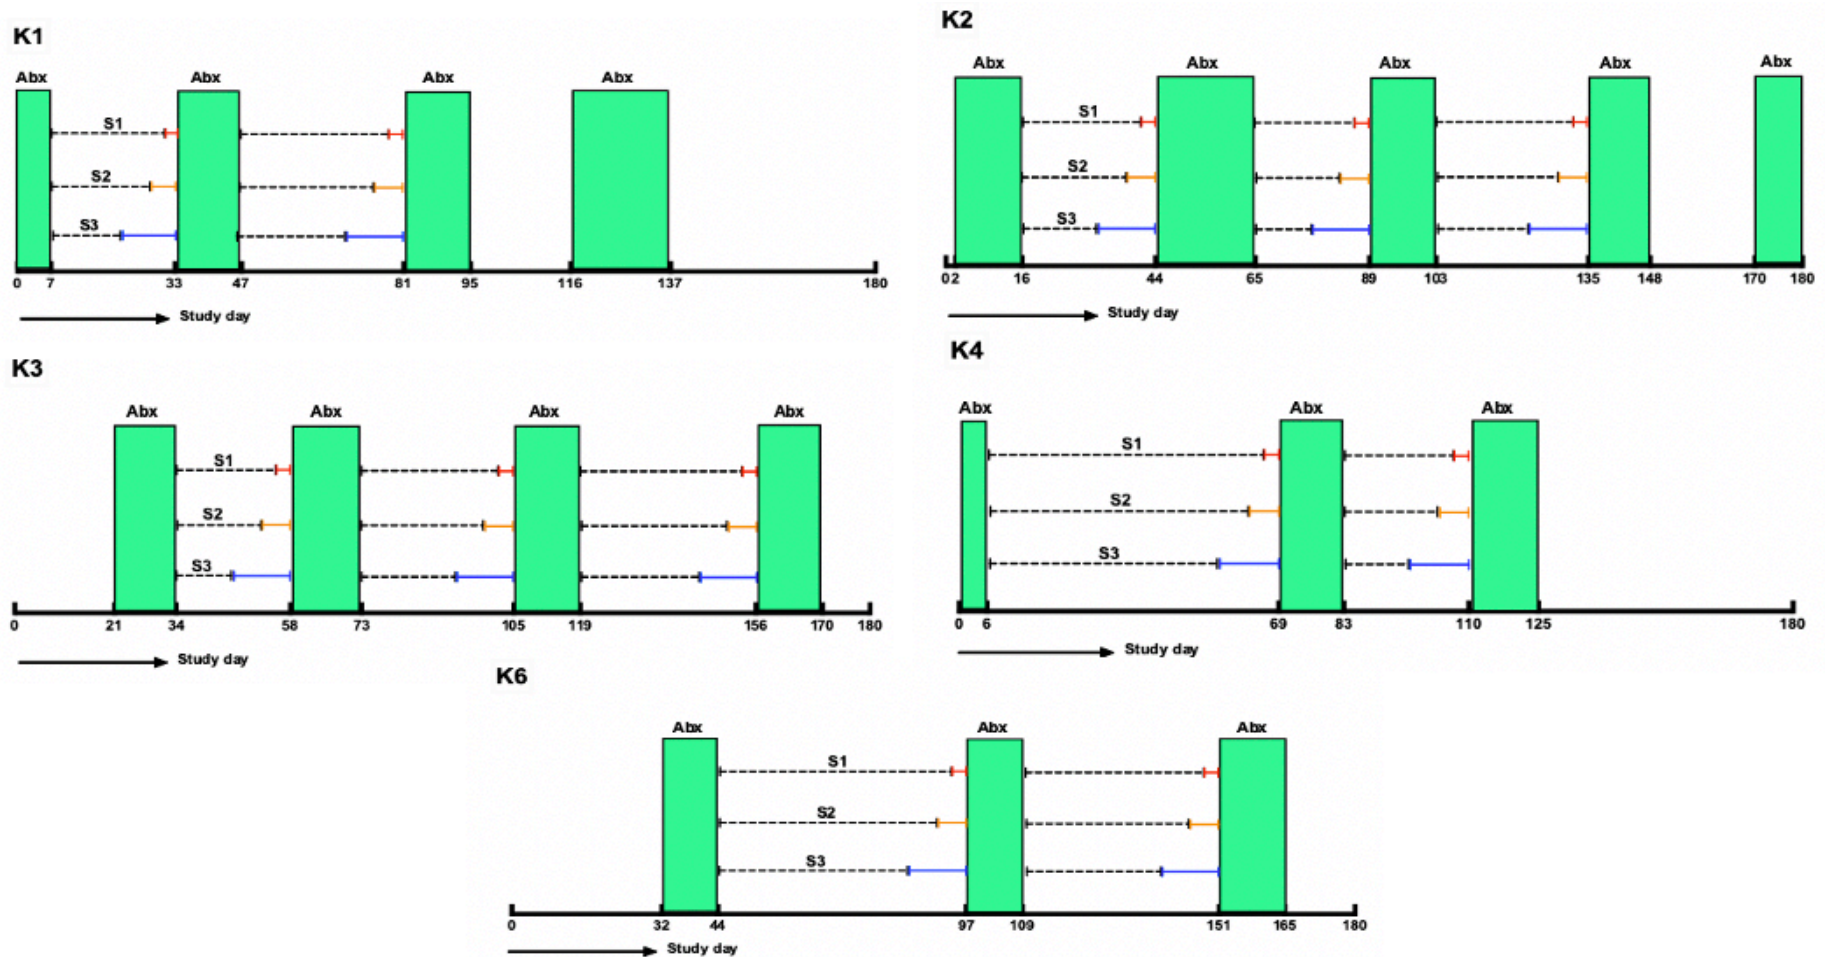 K1
Abx Abx Abx Abx
S1
S2
S3
0 7 33 47 81 95 116 137 180
Study day
K2
Abx Abx Abx Abx Abx
S1
S2
S3
02 16 44 65 89 103 135 148 170 180
Study day
K3
Abx Abx Abx Abx
S1
S2
S3
0 21 34 58 73 105 119 156 170 180
Study day
K4
Abx Abx Abx
S1
S2
S3
0 6 69 83 110 125 180
Study day
K6
Abx Abx Abx
S1
S2
S3
0 32 44 97 109 151 165 180
Study day